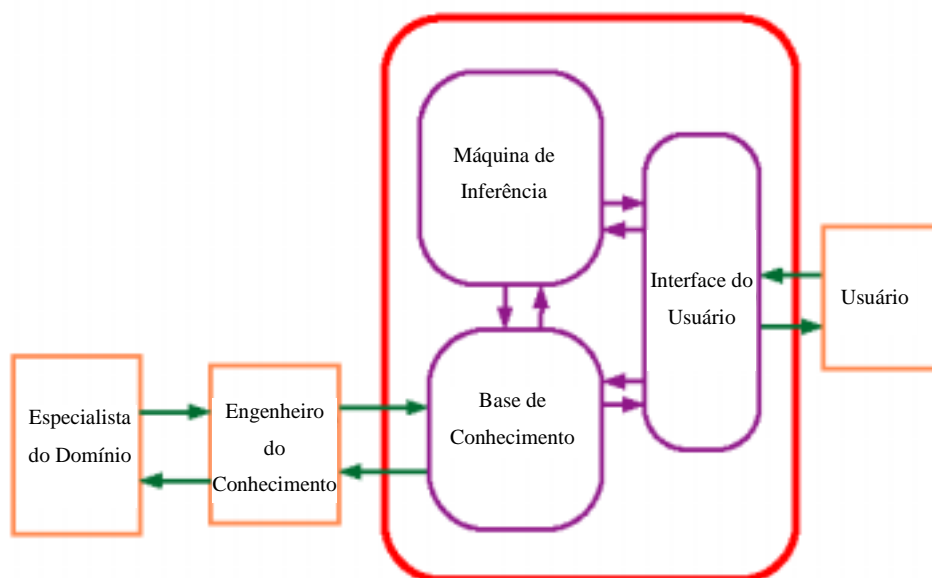 Máquina de
Inferência
Interface do
Usuário
Usuário
Base de
Conhecimento
Engenheiro
do
Conhecimento
Especialista
do Domínio